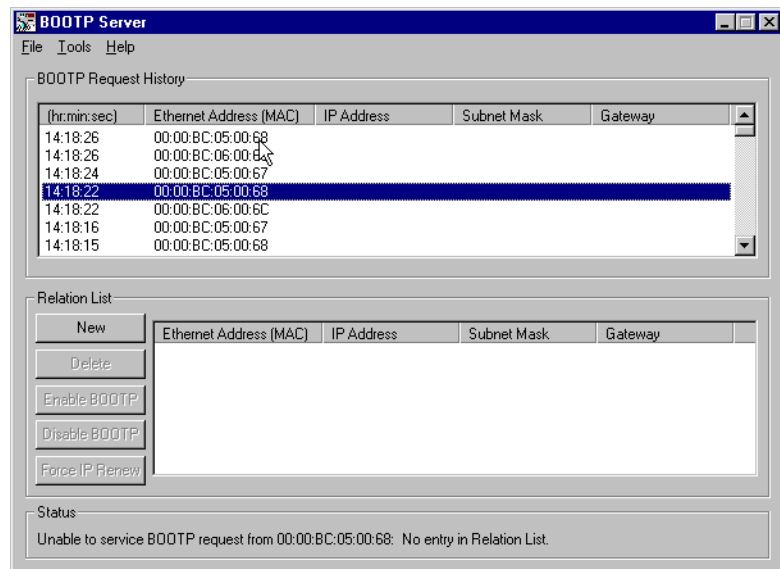 BOOTP Server
File Tools Help
BOOTP Request History
(hr:min:sec) Ethernet Address (MAC) IP Address Subnet Mask Gateway
14:18:26 00:00:BC:05:00:68
14:18:26
14:18:24 00:00:BC:05:00:67
14:18:22 00:00:BC:05:00:68
14:18:22 00:00:BC:06:00:6C
14:18:16 00:00:BC:05:00:67
14:18:15 00:00:BC:05:00:68
Relation List
New
Ethernet Address (MAC) IP Address Subnet Mask Gateway
Delete
Enable BOOTP
Disable BOOTP
Force IP Renew
Status
Unable to service BOOTP request from 00:00:BC:05:00:68: No entry in Relation List.